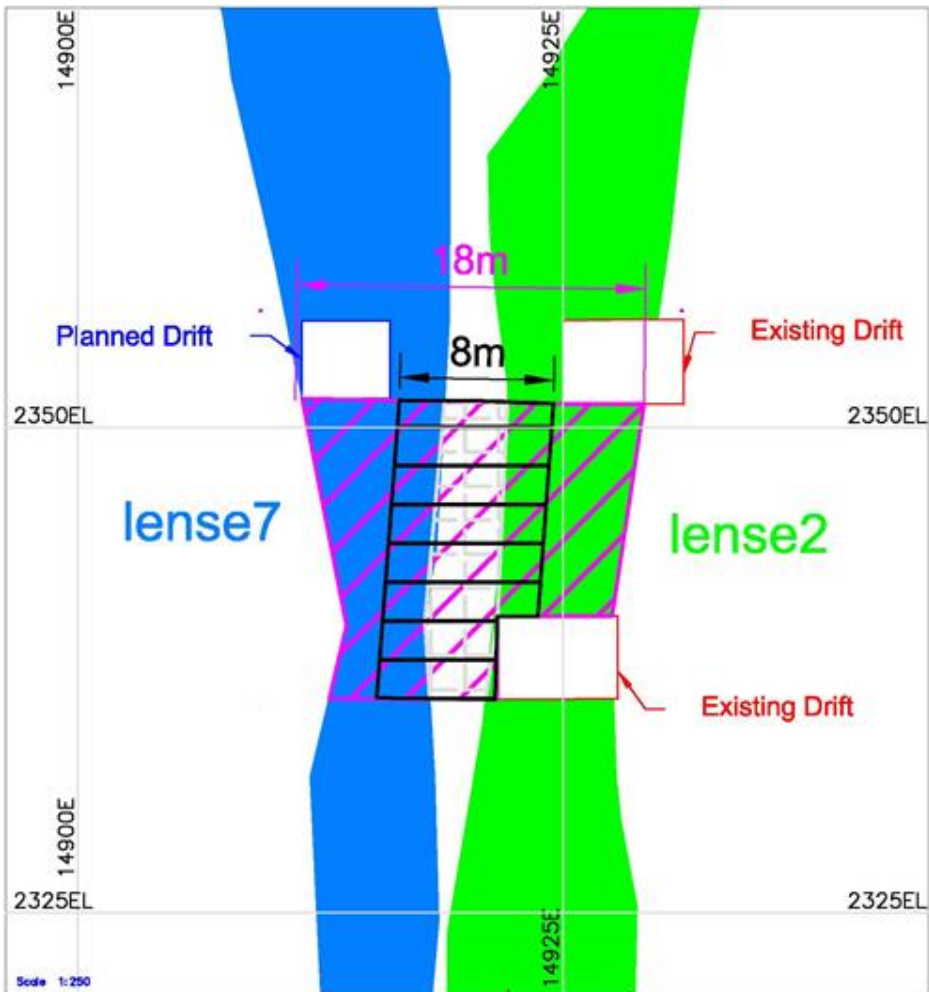 14900E
14925E
18m
Planned Drift
Existing Drift
8m
2350EL
2350EL
lense7
lense2
Existing Drift
14900E
2325EL
2325EL
14925E
Scale 1:250